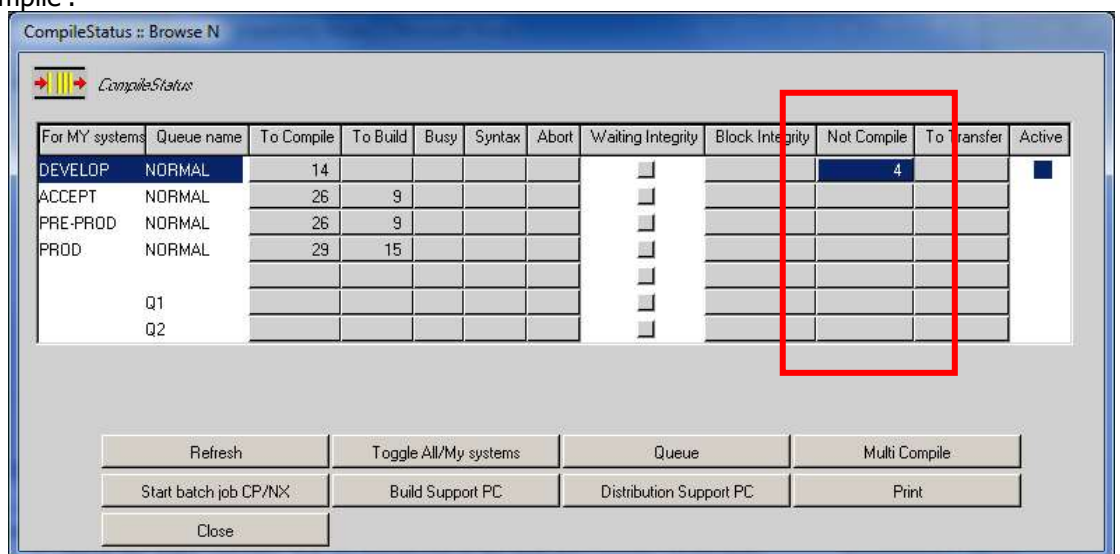 mpile :
CompileStatus :: Browse N
CompileStatus
For MY systems Queue name To Compile To Build Busy Syntax Abort Waiting Integrity Block Integrity Not Compile To Transfer Active
DEVELOP NORMAL 14 4
ACCEPT NORMAL 26 9
PRE-PROD NORMAL 26 9
PROD NORMAL 29 15
Q1
Q2
Refresh Toggle All/My systems Queue Multi Compile
Start batch job CP/NX Build Support PC Distribution Support PC Print
Close